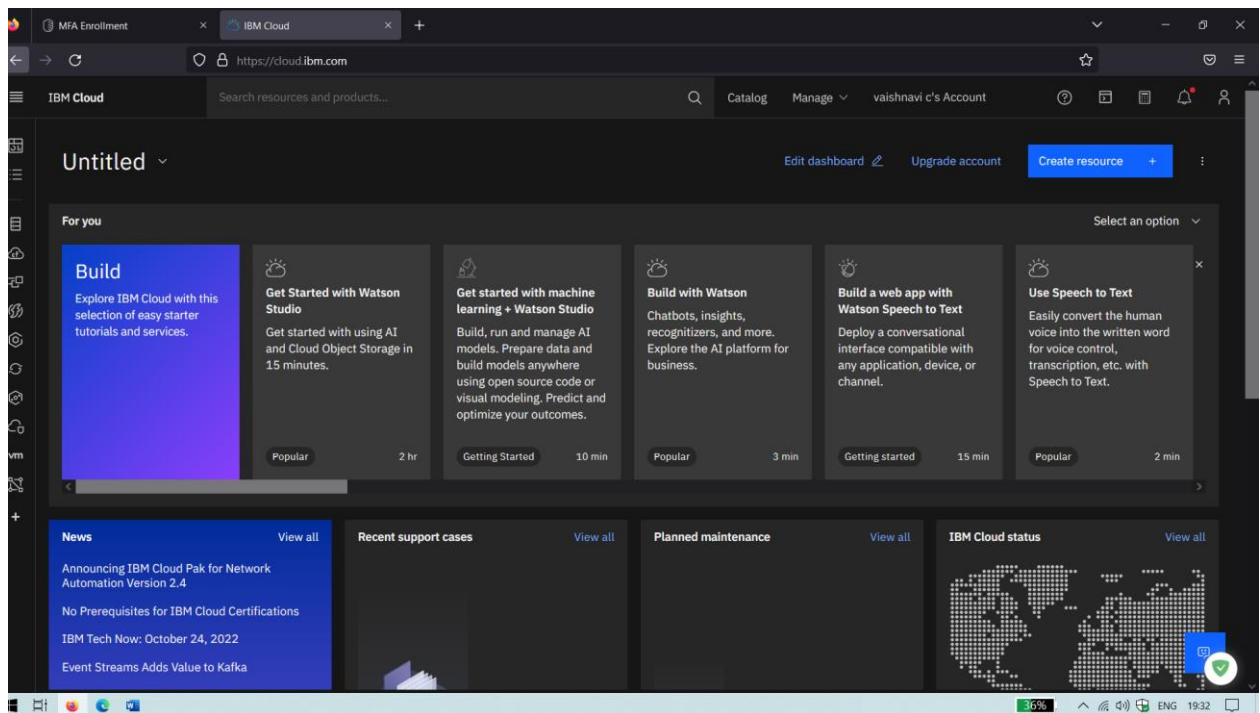 MFA Enrollment
IBM Cloud
https://cloud.ibm.com
IBM Cloud
Search resources and products...
Catalog
Manage
vaishnavi c's Account
Untitled
Edit dashboard
Upgrade account
Create resource +
For you
Select an option
Build
Explore IBM Cloud with this
selection of easy starter
tutorials and services.
Get Started with Watson
Studio
Get started with using AI
and Cloud Object Storage in
15 minutes.
Popular
2 hr
Get started with machine
learning + Watson Studio
Build, run and manage AI
models. Prepare data and
build models anywhere
using open source code or
visual modeling. Predict and
optimize your outcomes.
Getting Started
10 min
Build with Watson
Chatbots, insights,
recognitizers, and more.
Explore the AI platform for
business.
Popular
3 min
Build a web app with
Watson Speech to Text
Deploy a conversational
interface compatible with
any application, device, or
channel.
Getting started
15 min
Use Speech to Text
Easily convert the human
voice into the written word
for voice control,
transcription, etc. with
Speech to Text.
Popular
2 min
vm
News
View all
Announcing IBM Cloud Pak for Network
Automation Version 2.4
No Prerequisites for IBM Cloud Certifications
IBM Tech Now: October 24, 2022
Event Streams Adds Value to Kafka
Recent support cases
View all
Planned maintenance
View all
IBM Cloud status
View all
36%
ENG
19:32